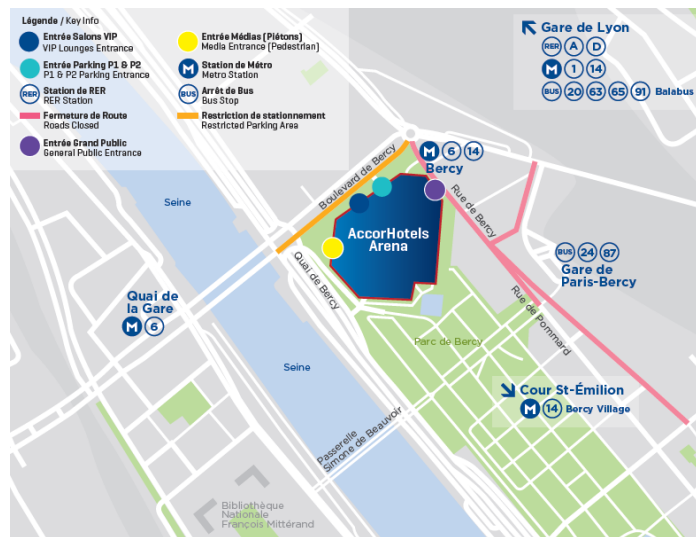 Légende / Key Info
Entrée Salons VIP
VIP Lounges Entrance
Entrée Parking P1 & P2
P1 & P2 Parking Entrance
RER
Station de RER
RER Station
Fermeture de Route
Roads Closed
Entrée Grand Public
General Public Entrance
Entrée Médias (Piétons)
Media Entrance (Pedestrian)
M
Station de Métro
Metro Station
BUS
Arrêt de Bus
Bus Stop
Restriction de stationnement
Restricted Parking Area
Gare de Lyon
RER A D
M 1 14
BUS 20 63 65 91 Balabus
M 6 14
Bercy
Boulevard de Bercy
Rue de Bercy
Seine
AccorHotels
Arena
BUS 24 87
Gare de
Paris-Bercy
Quai de Bercy
Quai de
la Gare
M 6
Rue de Pommard
Parc de Bercy
Seine
Cour St-Émilion
M 14 Bercy Village
Passerelle
Simone de Beauvoir
Bibliothèque
Nationale
François Mittérand